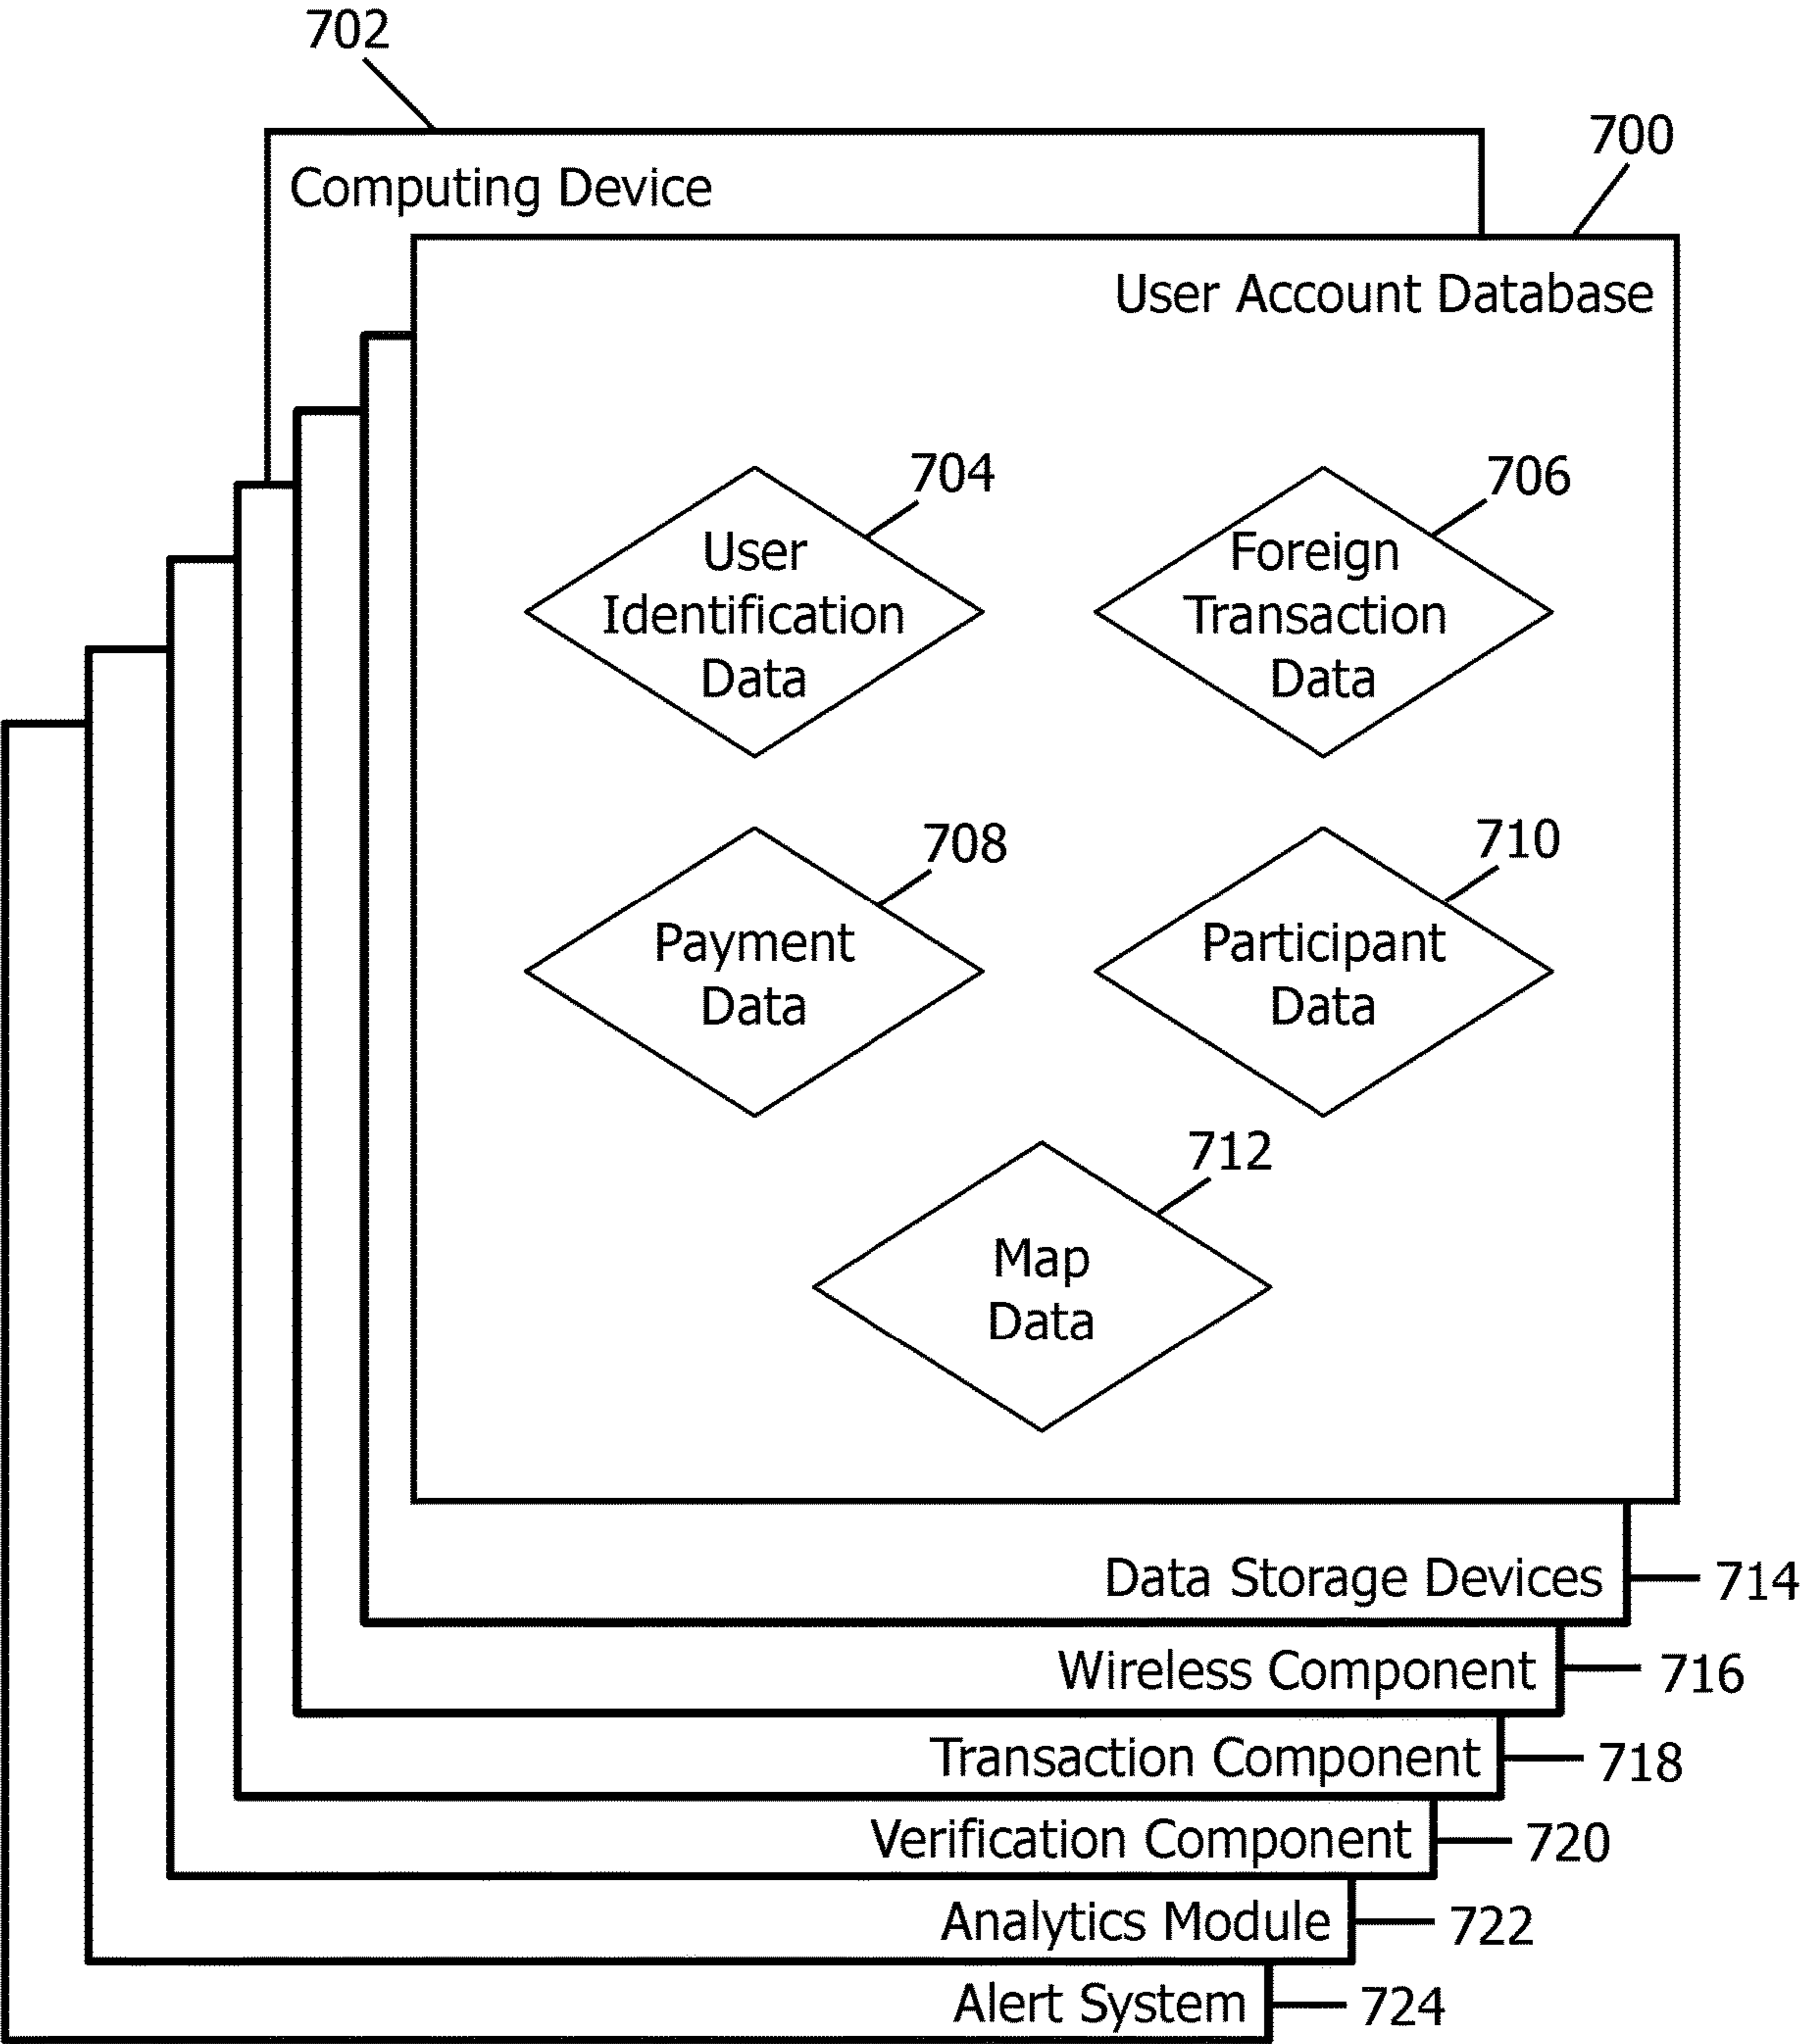 702
700
Computing Device
User Account Database
704
706
User
Identification
Data
Foreign
Transaction
Data
708
710
Payment
Data
Participant
Data
712
Map
Data
Data Storage Devices
714
Wireless Component
716
Transaction Component
718
Verification Component
720
Analytics Module
722
Alert System
724